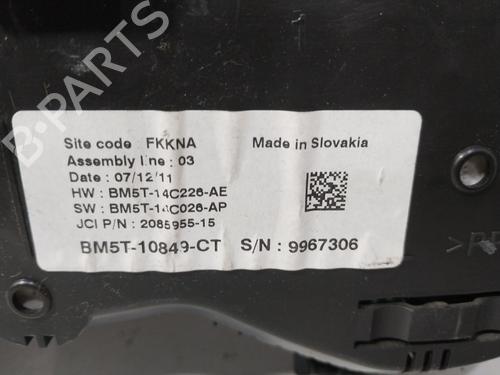 Site code : FKKNA
Made in Slovakia
Assembly line : 03
Date : 07/12/11
HW : BM5T-14C226-AE
SW : BM5T-14C026-AP
JCI P/N : 2085955-15
BM5T-10849-CT S/N : 9967306
B-PARTS